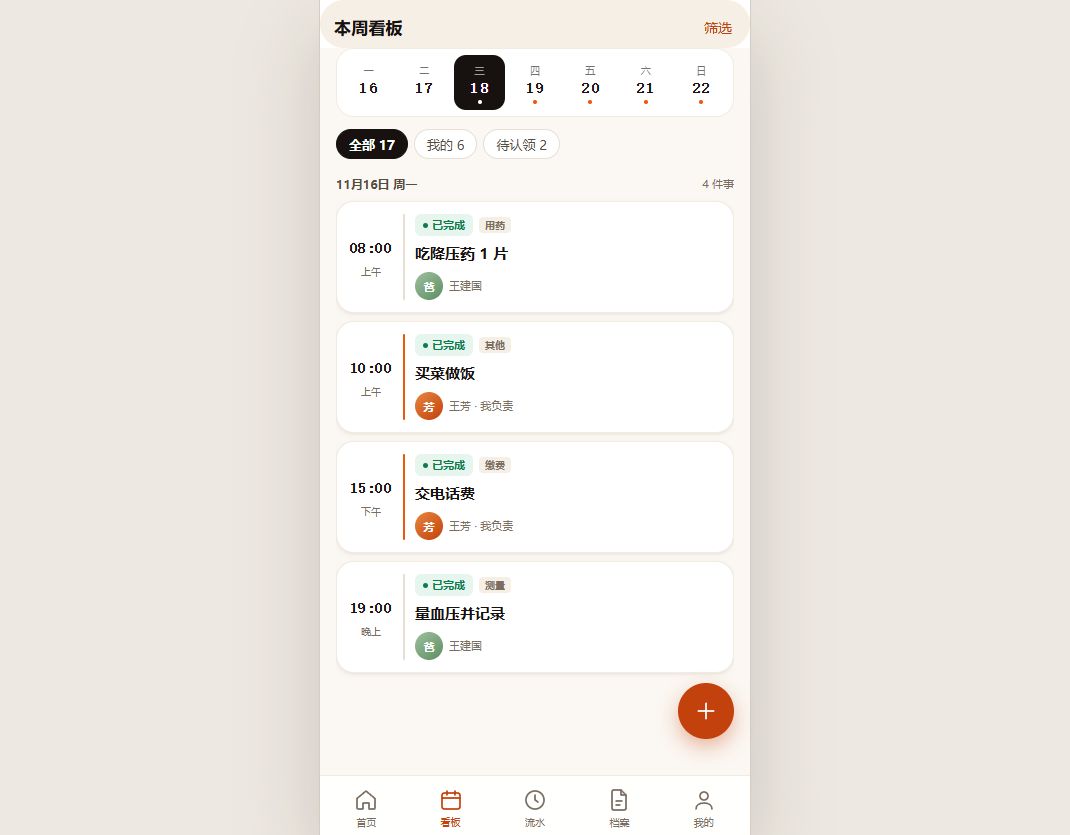 本周看板 筛选
一 二 三 四 五 六 日
16 17 18 19 20 21 22
全部 17 我的 6 待认领 2
11月16日 周一 4 件事
已完成 用药
08:00 吃降压药 1 片
上午
爸 王建国
已完成 其他
10:00 买菜做饭
上午
芳 王芳 · 我负责
已完成 缴费
15:00 交电话费
下午
芳 王芳 · 我负责
已完成 测量
19:00 量血压并记录
晚上
爸 王建国
首页 看板 流水 档案 我的